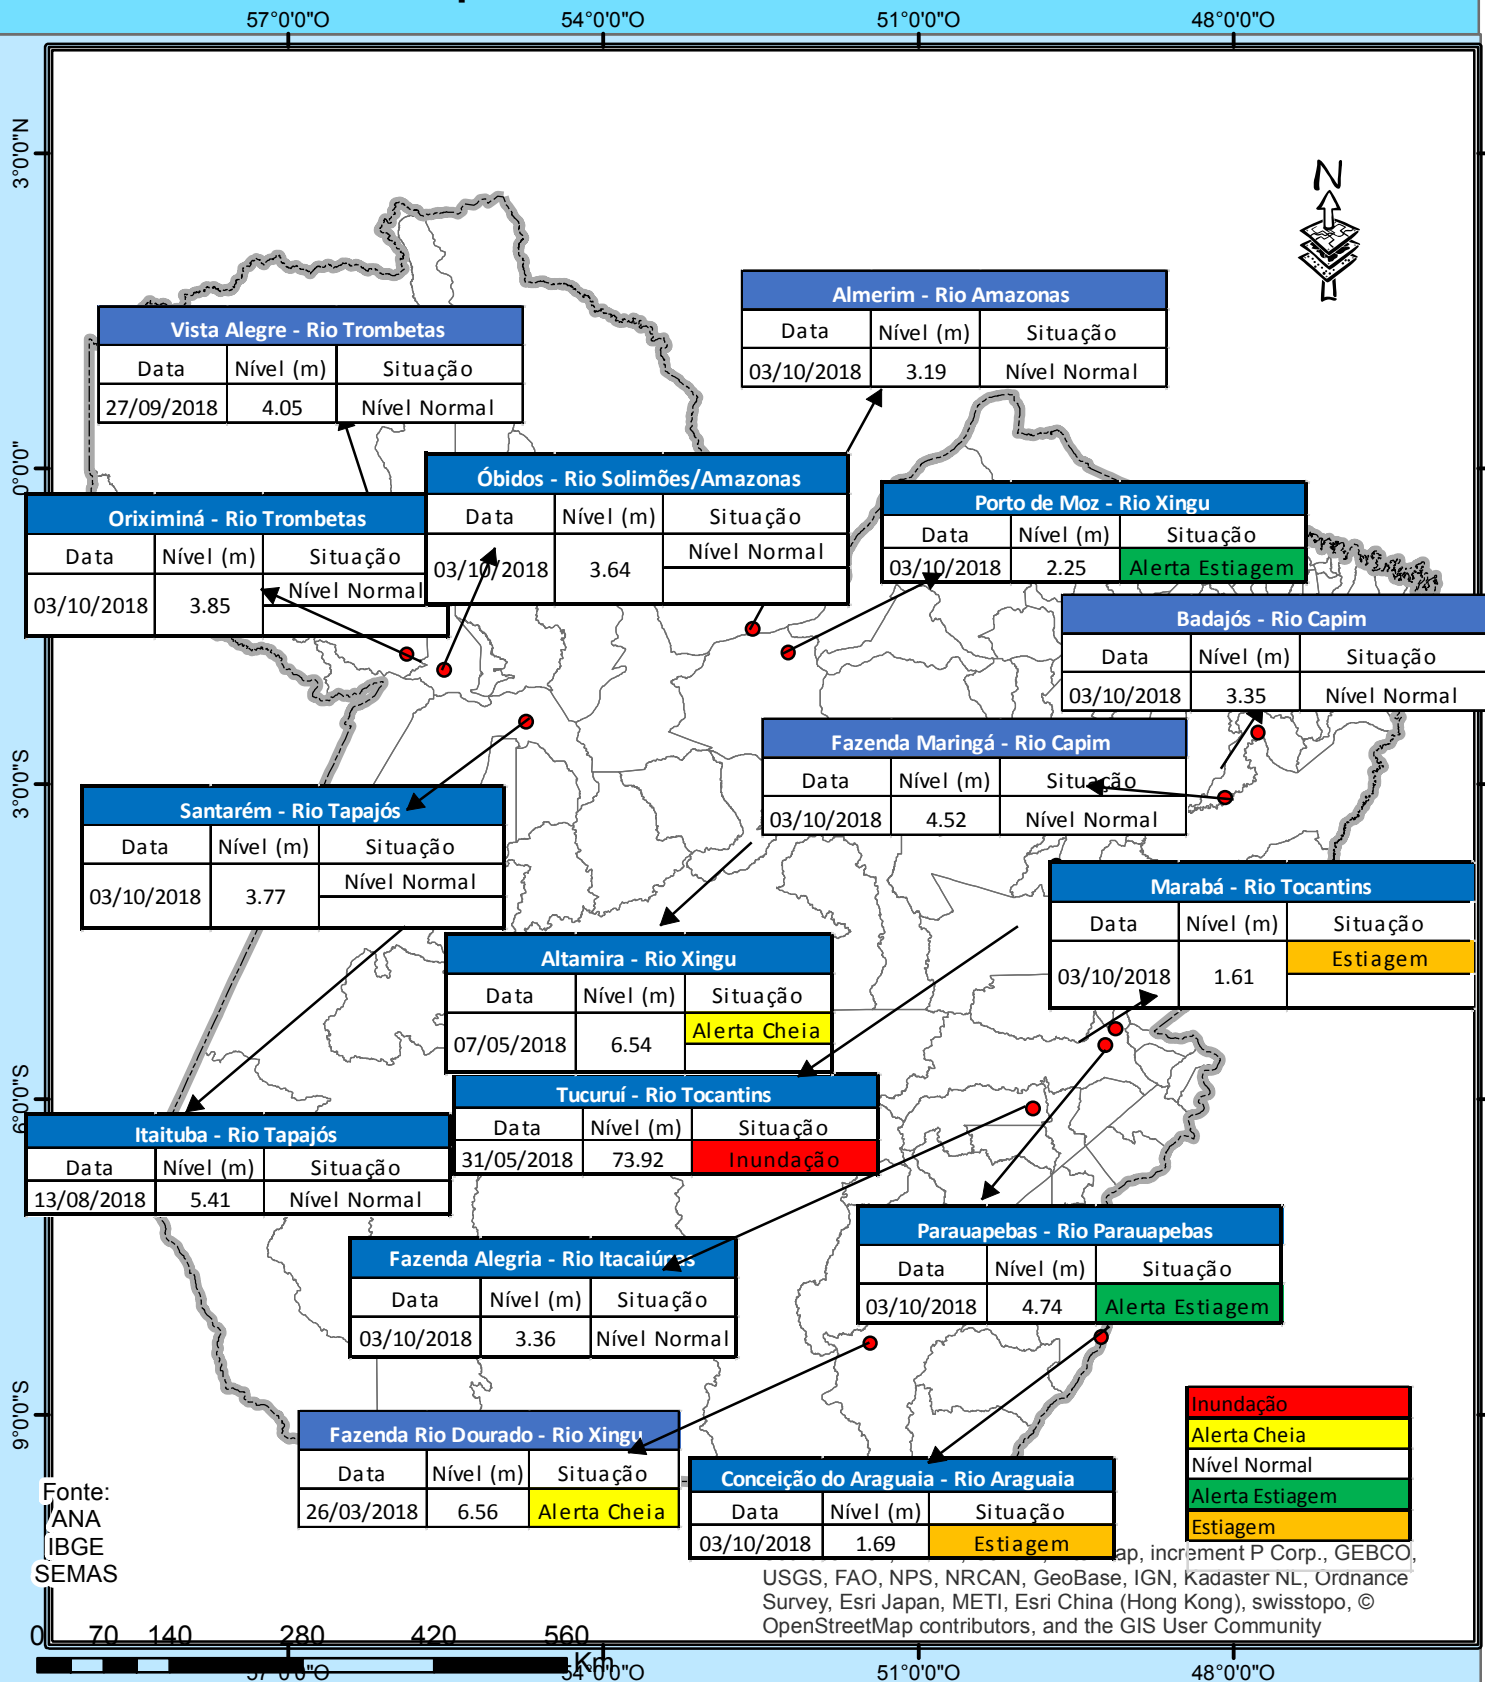 57°0'0"O 54°0'0"O 51°0'0"O 48°0'0"O
3°0'0"N
N
Almerim - Rio Amazonas
Data Nível (m) Situação
03/10/2018 3.19 Nível Normal
Vista Alegre - Rio Trombetas
Data Nível (m) Situação
27/09/2018 4.05 Nível Normal
0°0'0"
Óbidos - Rio Solimões/Amazonas
Data Nível (m) Situação
03/10/2018 3.64 Nível Normal
Porto de Moz - Rio Xingu
Data Nível (m) Situação
03/10/2018 2.25 Alerta Estiagem
Oriximiná - Rio Trombetas
Data Nível (m) Situação
03/10/2018 3.85 Nível Normal
Badajós - Rio Capim
Data Nível (m) Situação
03/10/2018 3.35 Nível Normal
Fazenda Maringá - Rio Capim
Data Nível (m) Situação
03/10/2018 4.52 Nível Normal
3°0'0"S
Santarém - Rio Tapajós
Data Nível (m) Situação
03/10/2018 3.77 Nível Normal
Marabá - Rio Tocantins
Data Nível (m) Situação
03/10/2018 1.61 Estiagem
Altamira - Rio Xingu
Data Nível (m) Situação
07/05/2018 6.54 Alerta Cheia
6°0'0"S
Tucuruí - Rio Tocantins
Data Nível (m) Situação
31/05/2018 73.92 Inundação
Itaituba - Rio Tapajós
Data Nível (m) Situação
13/08/2018 5.41 Nível Normal
Parauapebas - Rio Parauapebas
Data Nível (m) Situação
03/10/2018 4.74 Alerta Estiagem
Fazenda Alegria - Rio Itacaiúnas
Data Nível (m) Situação
03/10/2018 3.36 Nível Normal
9°0'0"S
Fazenda Rio Dourado - Rio Xingu
Data Nível (m) Situação
26/03/2018 6.56 Alerta Cheia
Conceição do Araguaia - Rio Araguaia
Data Nível (m) Situação
03/10/2018 1.69 Estiagem
Inundação
Alerta Cheia
Nível Normal
Alerta Estiagem
Estiagem
Fonte:
ANA
IBGE
SEMAS
increment P Corp., GEBCO,
USGS, FAO, NPS, NRCAN, GeoBase, IGN, Kadaster NL, Ordnance
Survey, Esri Japan, METI, Esri China (Hong Kong), swisstopo, ©
OpenStreetMap contributors, and the GIS User Community
0 70 140 280 420 560
Km
57°0'0"O 54°0'0"O 51°0'0"O 48°0'0"O